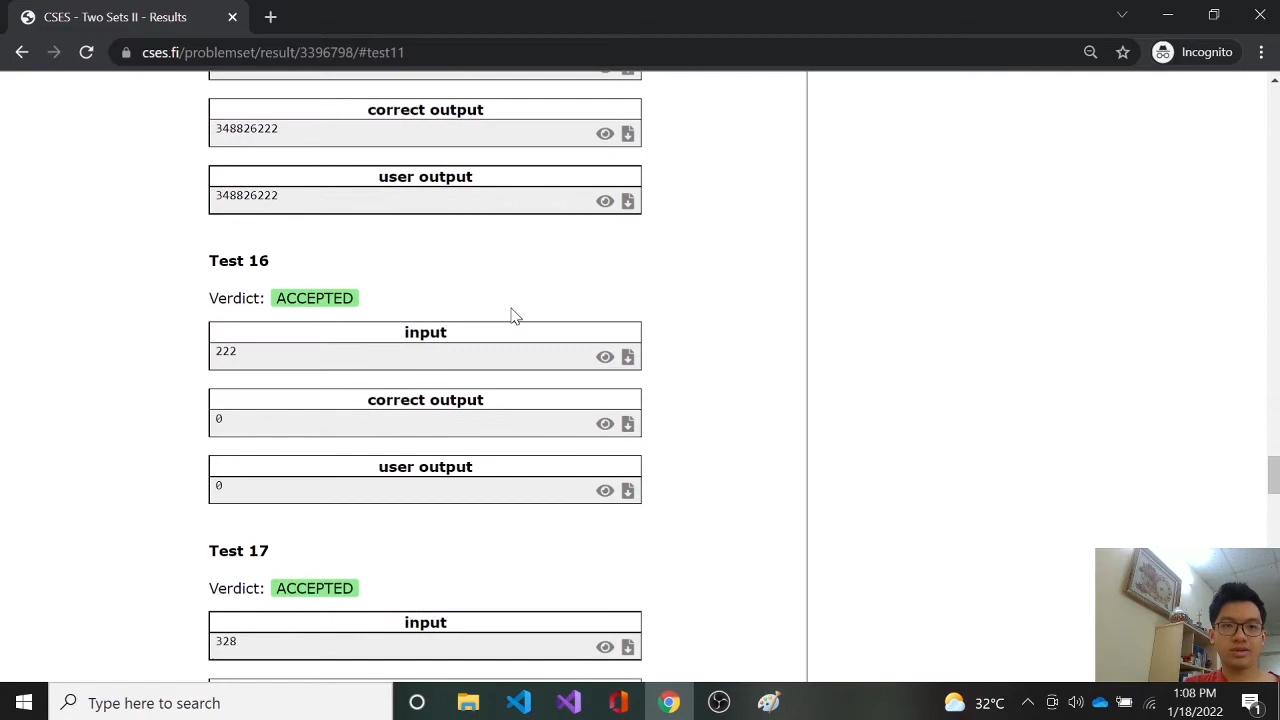 CSES - Two Sets II - Results
cses.fi/problemset/result/3396798/#test11
Incognito
correct output
348826222
user output
348826222
Test 16
Verdict: ACCEPTED
input
222
correct output
0
user output
0
Test 17
Verdict: ACCEPTED
input
328
Type here to search
32°C
1:08 PM
1/18/2022
1